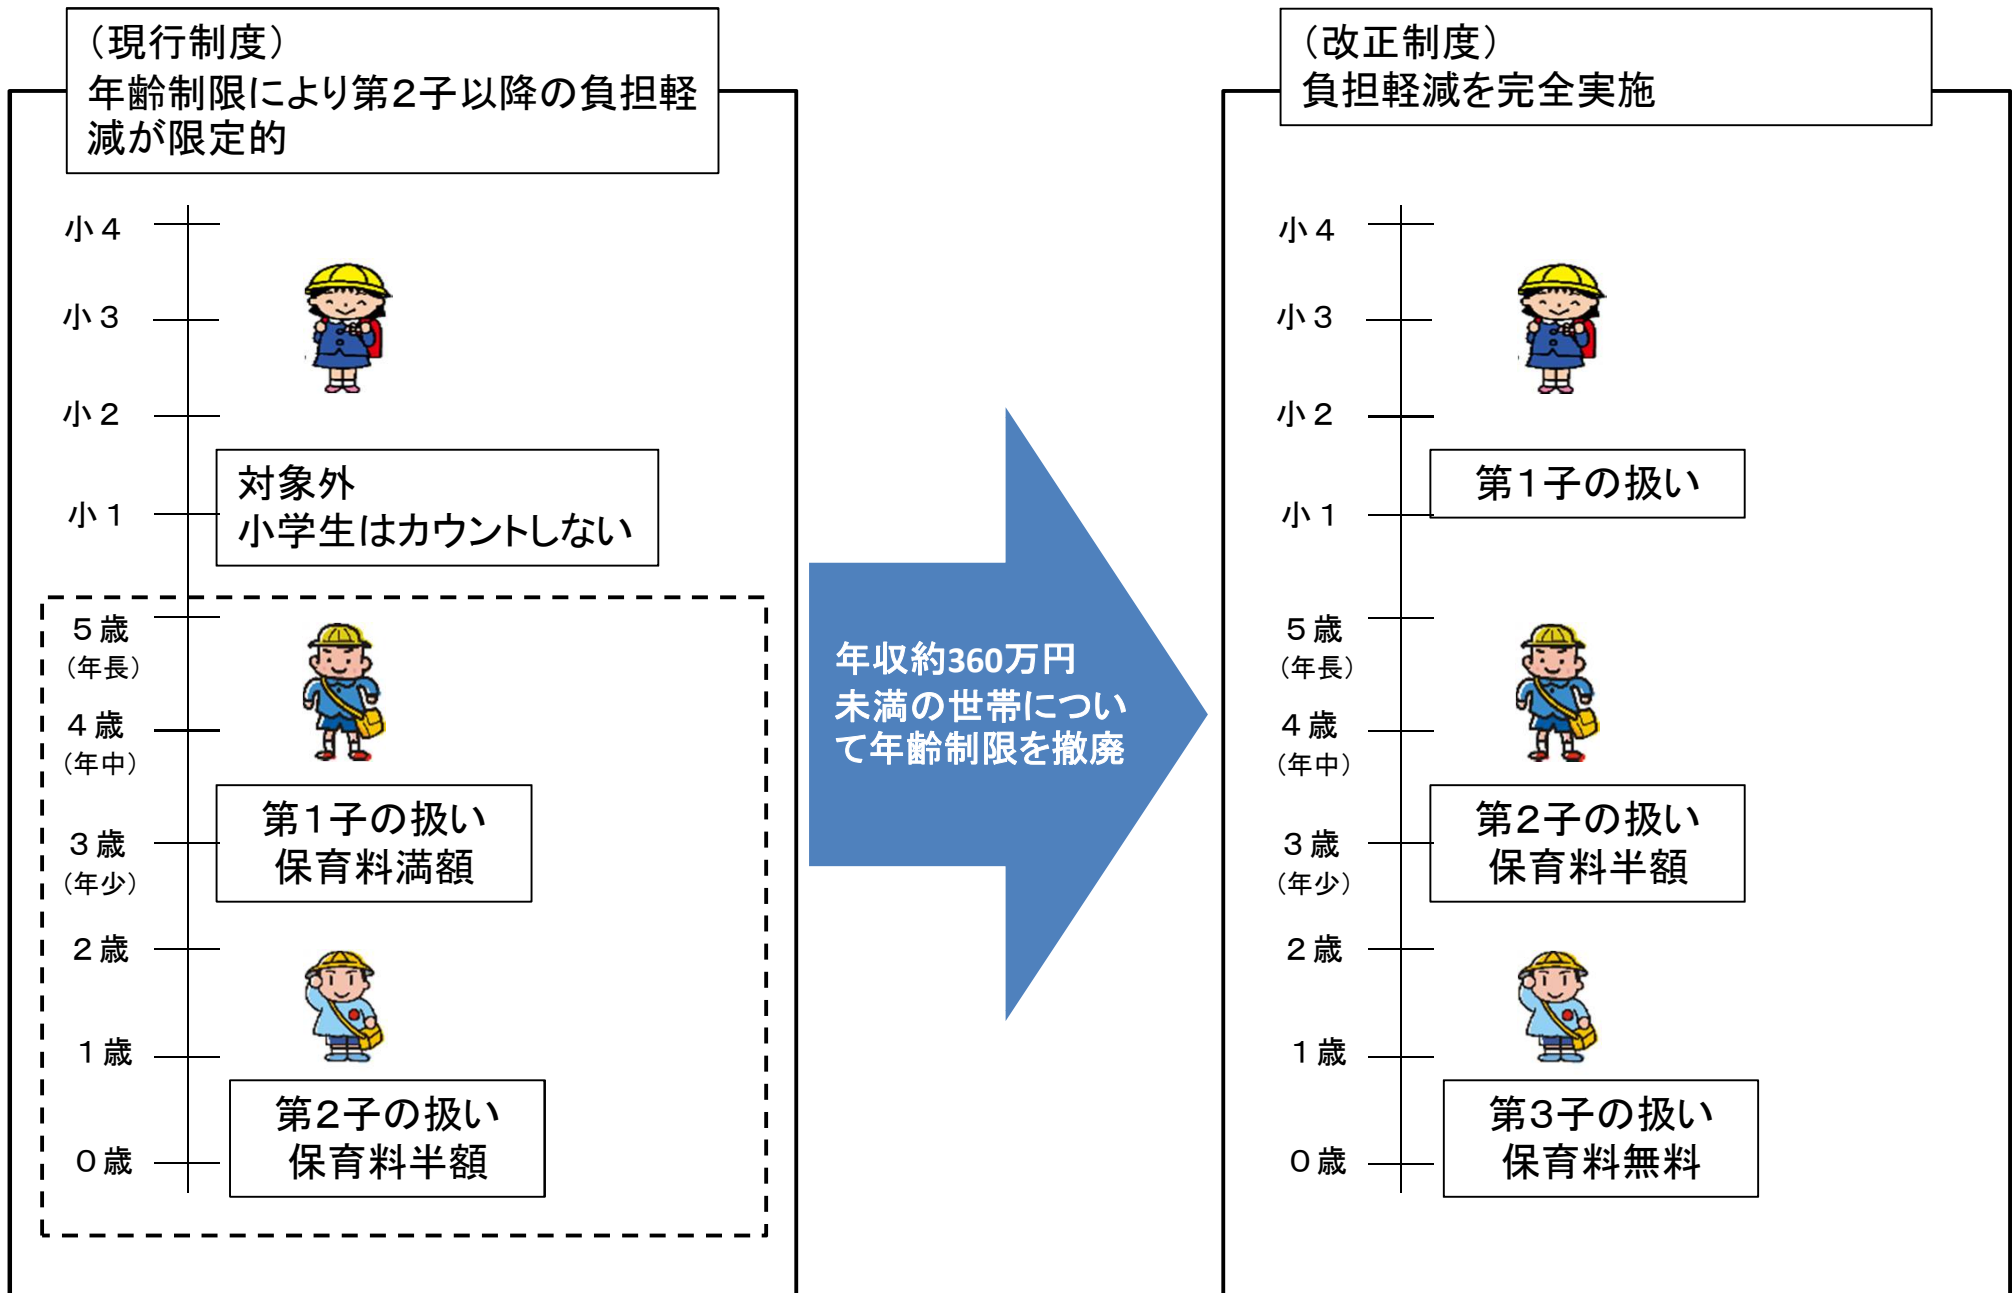 （現行制度）
年齢制限により第２子以降の負担軽
減が限定的
小４
小３
小２
対象外
小学生はカウントしない
小１
５歳
（年長）
４歳
（年中）
第１子の扱い
保育料満額
３歳
（年少）
２歳
１歳
第２子の扱い
保育料半額
０歳
年収約360万円
未満の世帯につい
て年齢制限を撤廃
（改正制度）
負担軽減を完全実施
小４
小３
小２
第１子の扱い
小１
５歳
（年長）
４歳
（年中）
第２子の扱い
保育料半額
３歳
（年少）
２歳
１歳
第３子の扱い
保育料無料
０歳